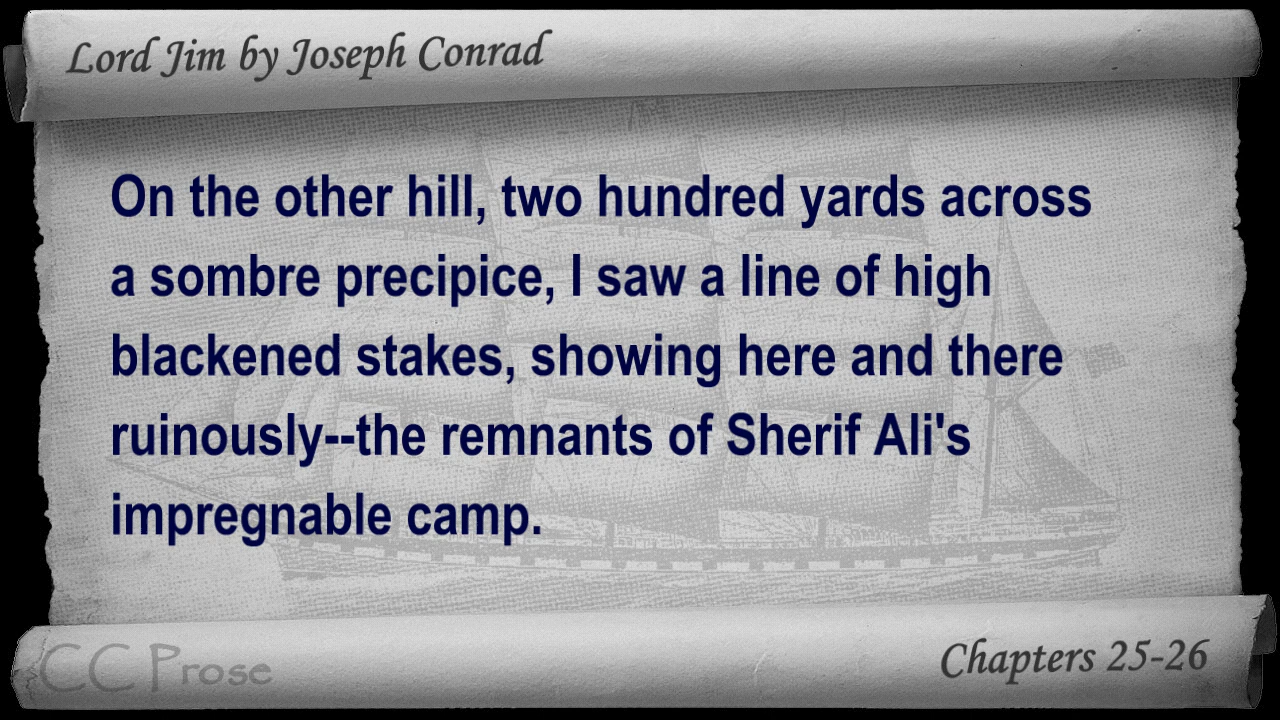 Lord Jim by Joseph Conrad
On the other hill, two hundred yards across
a sombre precipice, I saw a line of high
blackened stakes, showing here and there
ruinously--the remnants of Sherif Ali's
impregnable camp.
CC Prose
Chapters 25-26